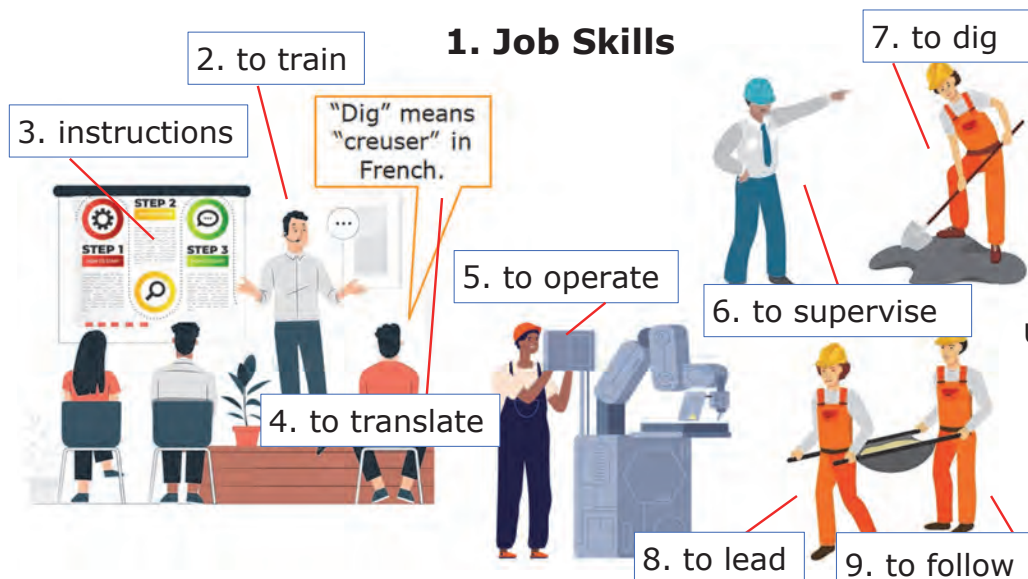 1. Job Skills
2. to train
3. instructions
"Dig" means
"creuser" in
French.
STEP 1
STEP 2
STEP 3
4. to translate
5. to operate
6. to supervise
7. to dig
8. to lead
9. to follow